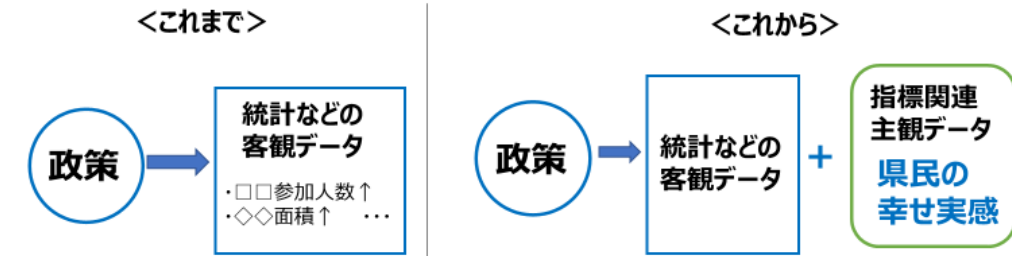 ＜これまで＞
政策
統計などの
客観データ
・□□参加人数↑
・◇◇面積↑　・・・
＜これから＞
政策
統計などの
客観データ
+
指標関連
主観データ
県民の
幸せ実感